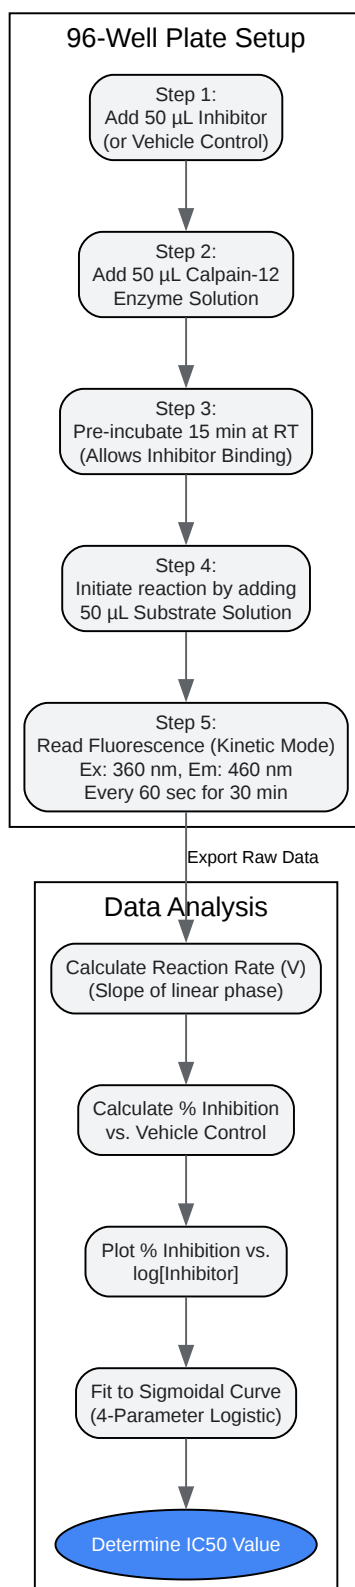 96-Well Plate Setup
Step 1:
Add 50 µL Inhibitor
(or Vehicle Control)
Step 2:
Add 50 µL Calpain-12
Enzyme Solution
Step 3:
Pre-incubate 15 min at RT
(Allows Inhibitor Binding)
Step 4:
Initiate reaction by adding
50 µL Substrate Solution
Step 5:
Read Fluorescence (Kinetic Mode)
Ex: 360 nm, Em: 460 nm
Every 60 sec for 30 min
Export Raw Data
Data Analysis
Calculate Reaction Rate (V)
(Slope of linear phase)
Calculate % Inhibition
vs. Vehicle Control
Plot % Inhibition vs.
log[Inhibitor]
Fit to Sigmoidal Curve
(4-Parameter Logistic)
Determine IC50 Value